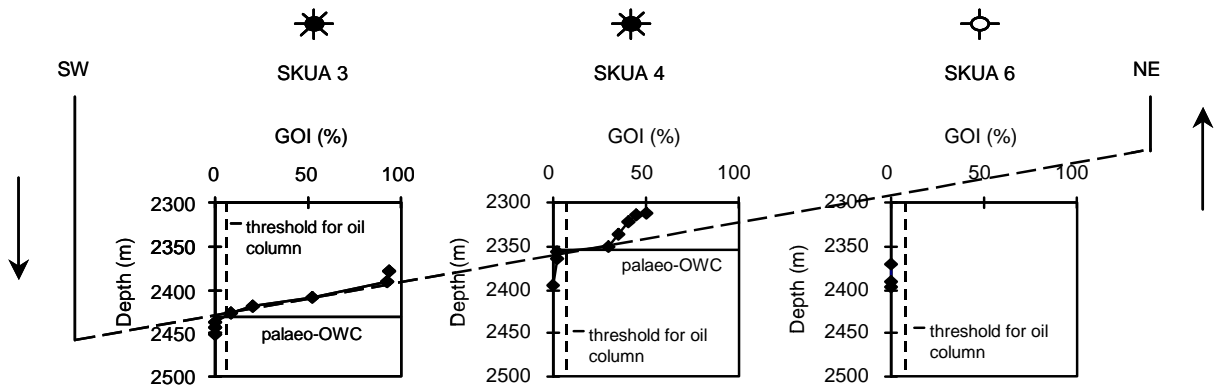 SKUA 3
SKUA 4
SKUA 6
SW
NE
GOI (%)
GOI (%)
GOI (%)
0
50
100
0
50
100
0
50
100
Depth (m)
2300
2350
2400
2450
2500
threshold for oil
column
palaeo-OWC
Depth (m)
2300
2350
2400
2450
2500
palaeo-OWC
threshold for oil
column
Depth (m)
2300
2350
2400
2450
2500
threshold for oil
column